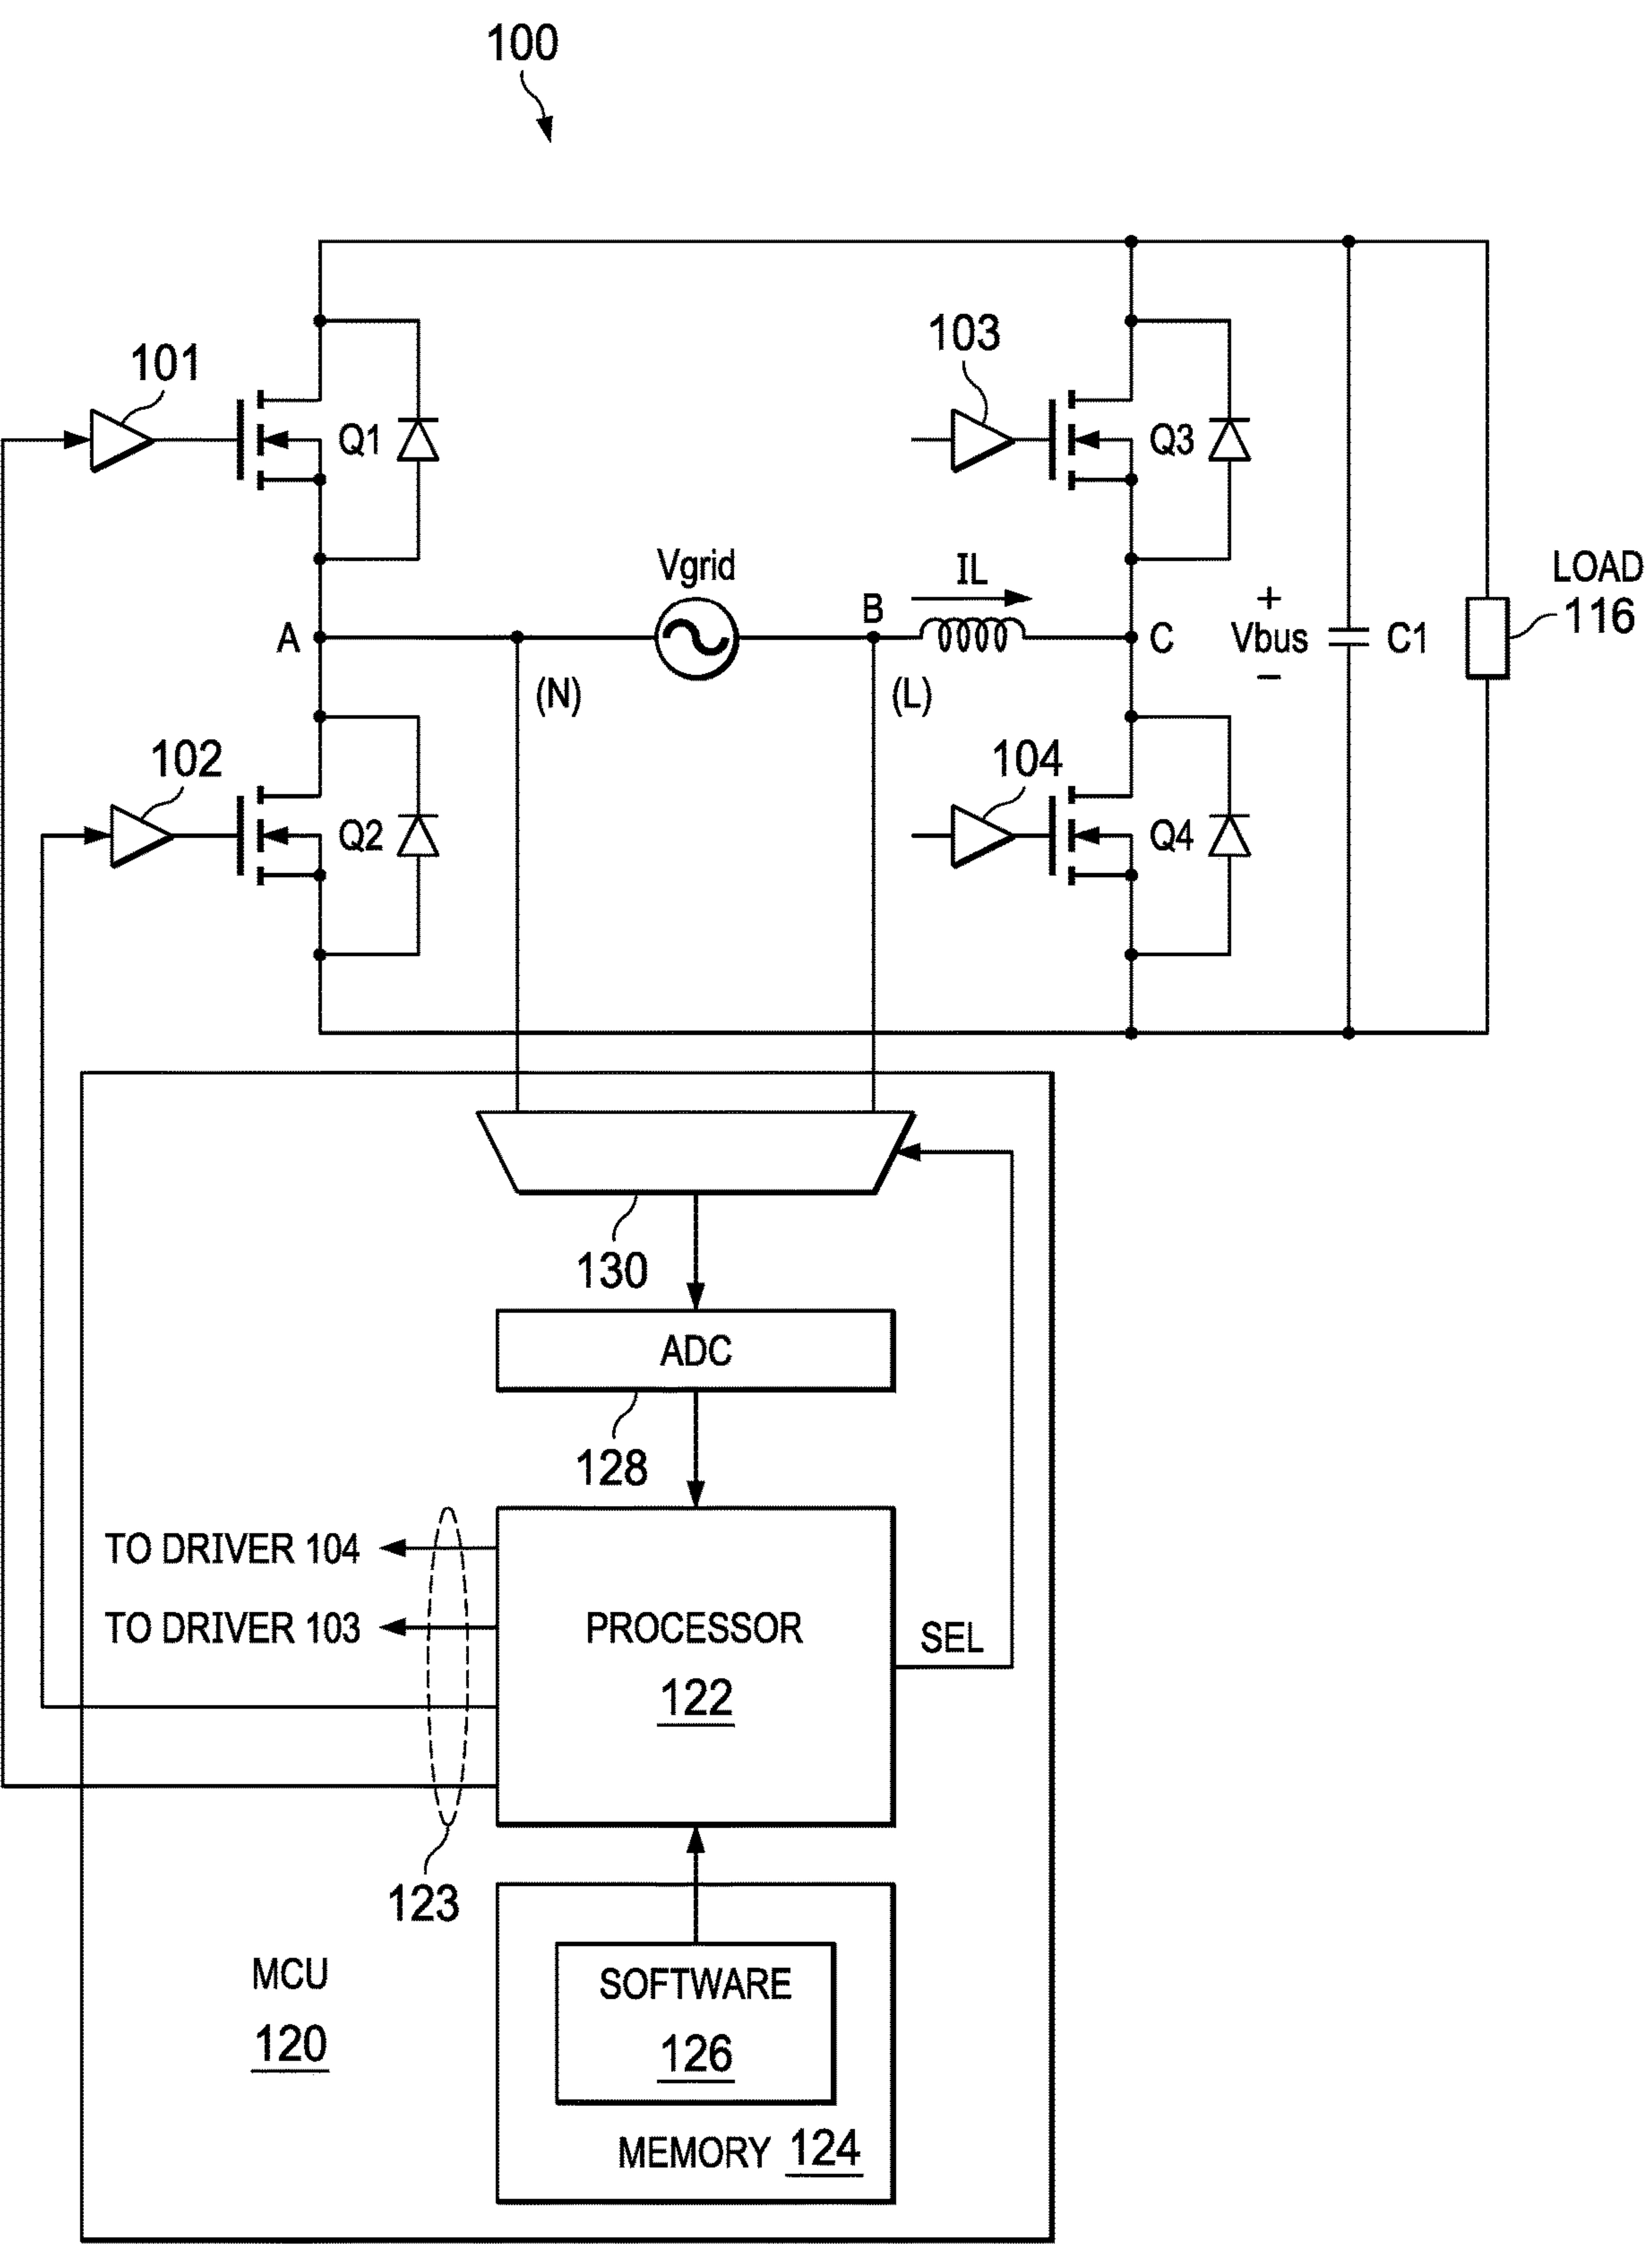 100
101
Q1
103
Q3
Vgrid
IL
LOAD
116
A
B
C
+
Vbus
−
C1
(N)
(L)
102
Q2
104
Q4
130
ADC
128
TO DRIVER 104
TO DRIVER 103
PROCESSOR
122
SEL
123
MCU
120
SOFTWARE
126
MEMORY 124